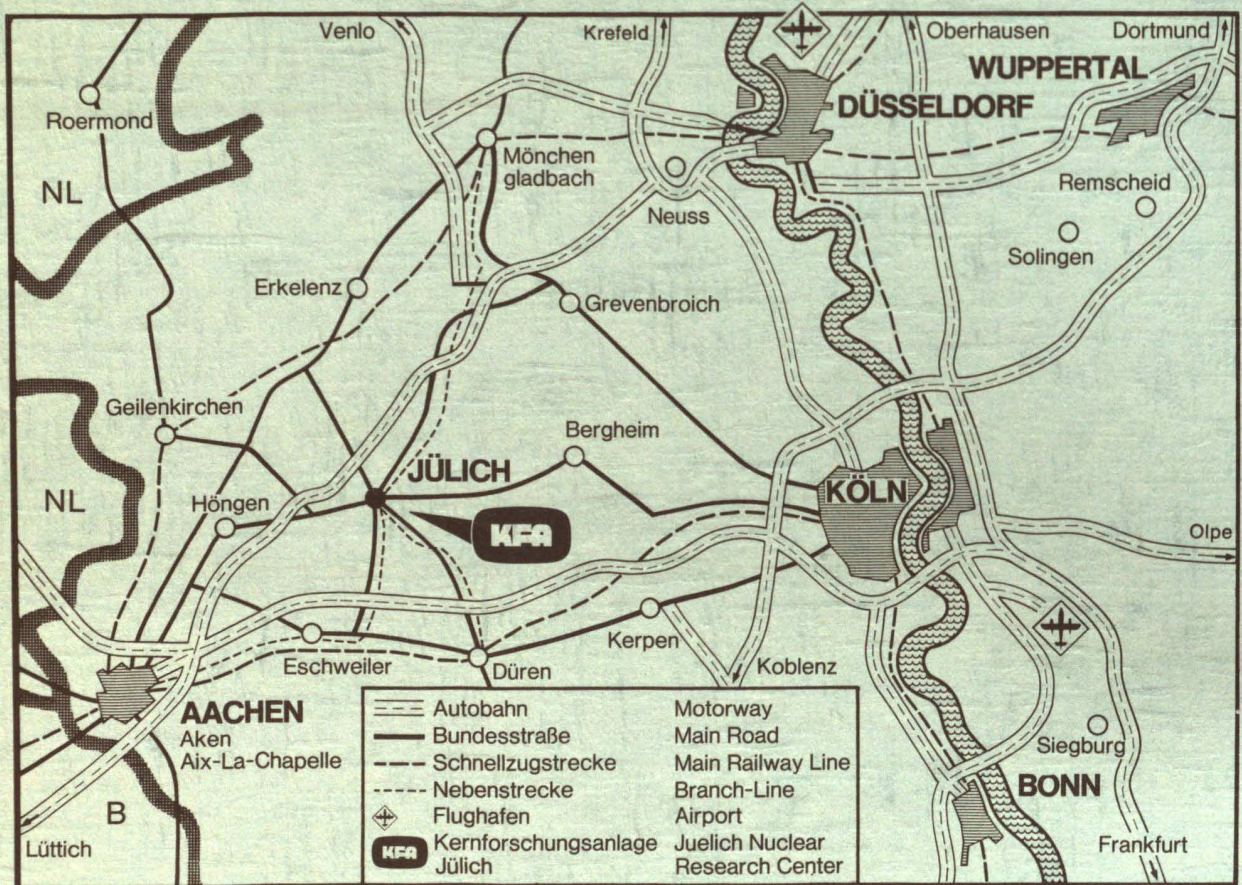 Venlo
Krefeld
Oberhausen
Dortmund
WUPPERTAL
DÜSSELDORF
Roermond
NL
Mönchen
gladbach
Neuss
Remscheid
Solingen
Erkelenz
Grevenbroich
Geilenkirchen
Bergheim
JÜLICH
KÖLN
NL
Höngen
KFA
Olpe
Eschweiler
Düren
Kerpen
Koblenz
AACHEN
Aken
Aix-La-Chapelle
Siegburg
BONN
B
Lüttich
Frankfurt
Autobahn Motorway
Bundesstraße Main Road
Schnellzugstrecke Main Railway Line
Nebenstrecke Branch-Line
Flughafen Airport
KFA Kernforschungsanlage Juelich Nuclear
Jülich Research Center